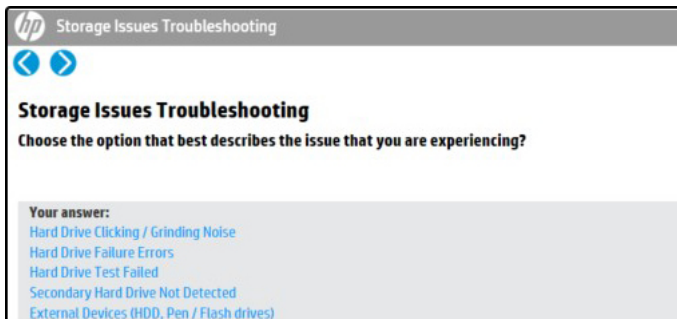 hp Storage Issues Troubleshooting
Storage Issues Troubleshooting
Choose the option that best describes the issue that you are experiencing?
Your answer:
Hard Drive Clicking / Grinding Noise
Hard Drive Failure Errors
Hard Drive Test Failed
Secondary Hard Drive Not Detected
External Devices (HDD, Pen / Flash drives)